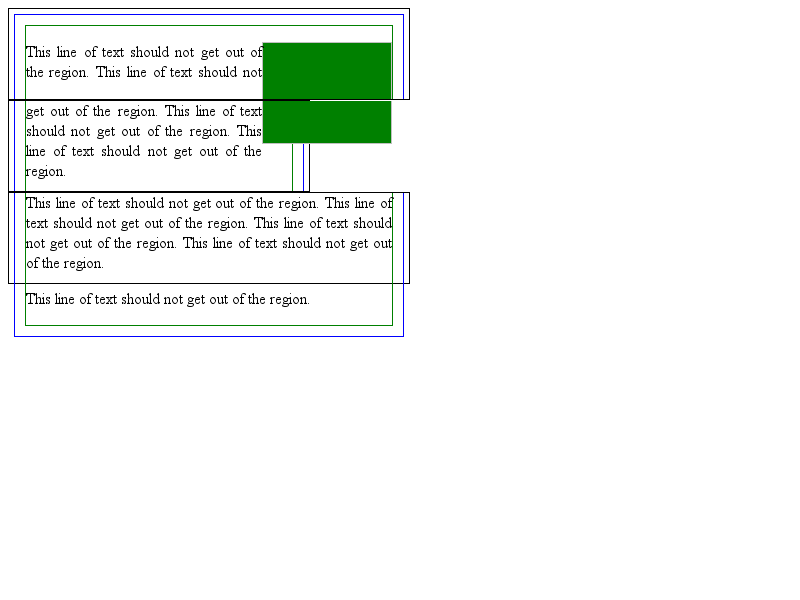 This line of text should not get out of
the region. This line of text should not
get out of the region. This line of text
should not get out of the region. This
line of text should not get out of the
region.
This line of text should not get out of the region. This line of
text should not get out of the region. This line of text should
not get out of the region. This line of text should not get out
of the region.
This line of text should not get out of the region.